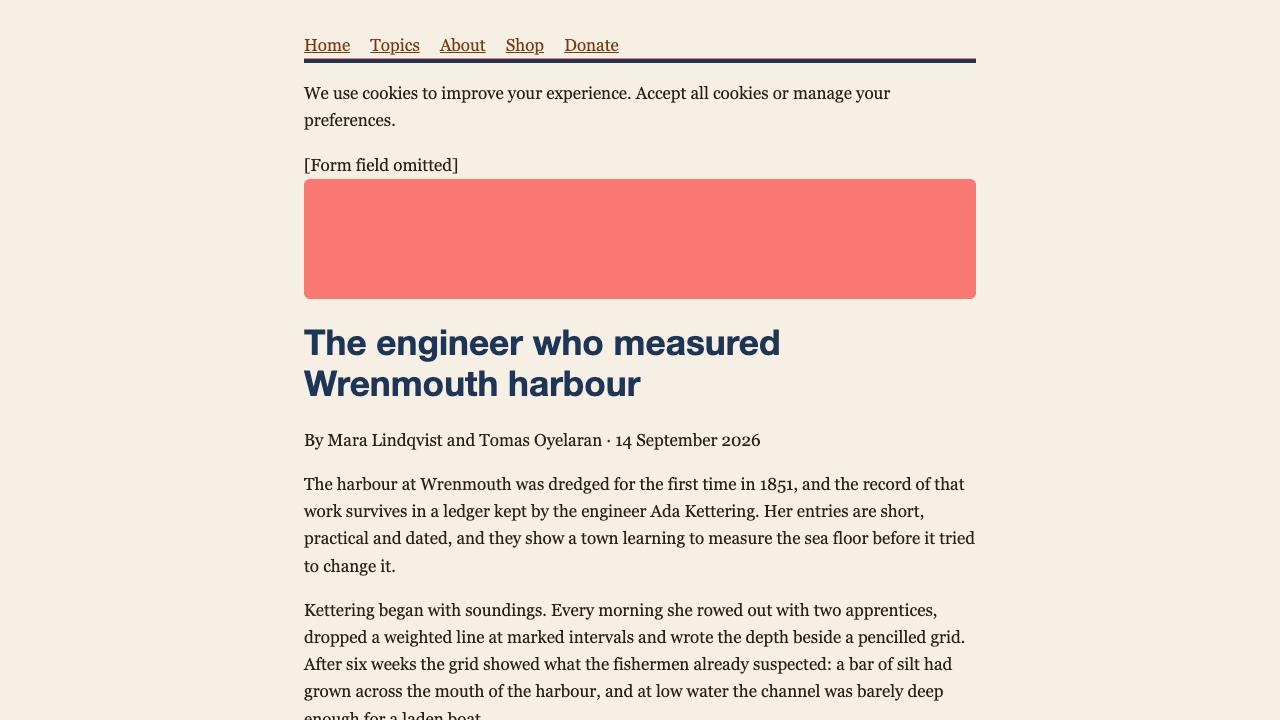 Home Topics About Shop Donate
We use cookies to improve your experience. Accept all cookies or manage your
preferences.
[Form field omitted]
The engineer who measured
Wrenmouth harbour
By Mara Lindqvist and Tomas Oyelaran · 14 September 2026
The harbour at Wrenmouth was dredged for the first time in 1851, and the record of that
work survives in a ledger kept by the engineer Ada Kettering. Her entries are short,
practical and dated, and they show a town learning to measure the sea floor before it tried
to change it.
Kettering began with soundings. Every morning she rowed out with two apprentices,
dropped a weighted line at marked intervals and wrote the depth beside a pencilled grid.
After six weeks the grid showed what the fishermen already suspected: a bar of silt had
grown across the mouth of the harbour, and at low water the channel was barely deep
enough for a laden boat.